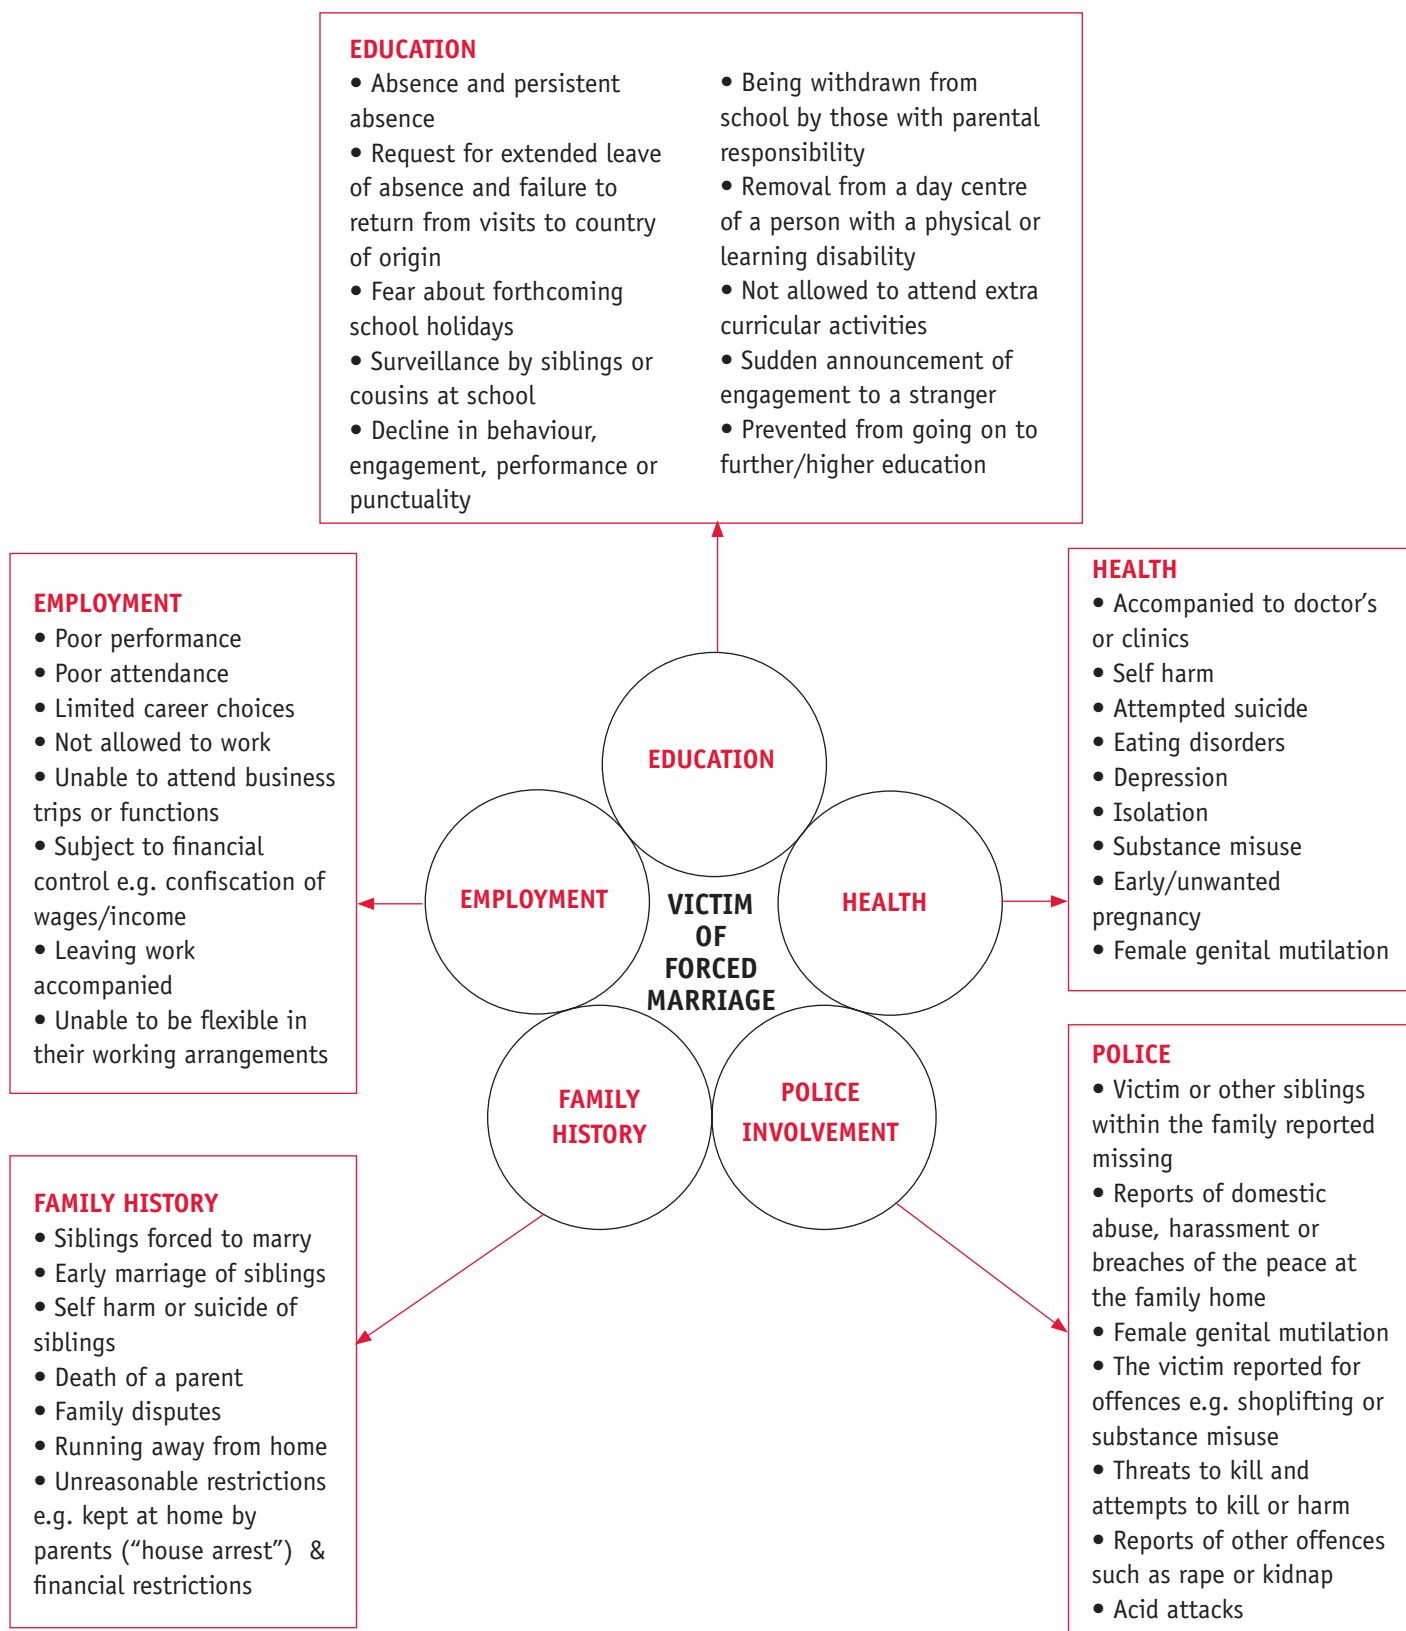 EDUCATION
• Absence and persistent
absence
• Request for extended leave
of absence and failure to
return from visits to country
of origin
• Fear about forthcoming
school holidays
• Surveillance by siblings or
cousins at school
• Decline in behaviour,
engagement, performance or
punctuality
• Being withdrawn from
school by those with parental
responsibility
• Removal from a day centre
of a person with a physical or
learning disability
• Not allowed to attend extra
curricular activities
• Sudden announcement of
engagement to a stranger
• Prevented from going on to
further/higher education
EMPLOYMENT
• Poor performance
• Poor attendance
• Limited career choices
• Not allowed to work
• Unable to attend business
trips or functions
• Subject to financial
control e.g. confiscation of
wages/income
• Leaving work
accompanied
• Unable to be flexible in
their working arrangements
HEALTH
• Accompanied to doctor’s
or clinics
• Self harm
• Attempted suicide
• Eating disorders
• Depression
• Isolation
• Substance misuse
• Early/unwanted
pregnancy
• Female genital mutilation
EDUCATION
EMPLOYMENT
VICTIM
OF
FORCED
MARRIAGE
HEALTH
FAMILY
HISTORY
POLICE
INVOLVEMENT
FAMILY HISTORY
• Siblings forced to marry
• Early marriage of siblings
• Self harm or suicide of
siblings
• Death of a parent
• Family disputes
• Running away from home
• Unreasonable restrictions
e.g. kept at home by
parents (“house arrest”) &
financial restrictions
POLICE
• Victim or other siblings
within the family reported
missing
• Reports of domestic
abuse, harassment or
breaches of the peace at
the family home
• Female genital mutilation
• The victim reported for
offences e.g. shoplifting or
substance misuse
• Threats to kill and
attempts to kill or harm
• Reports of other offences
such as rape or kidnap
• Acid attacks